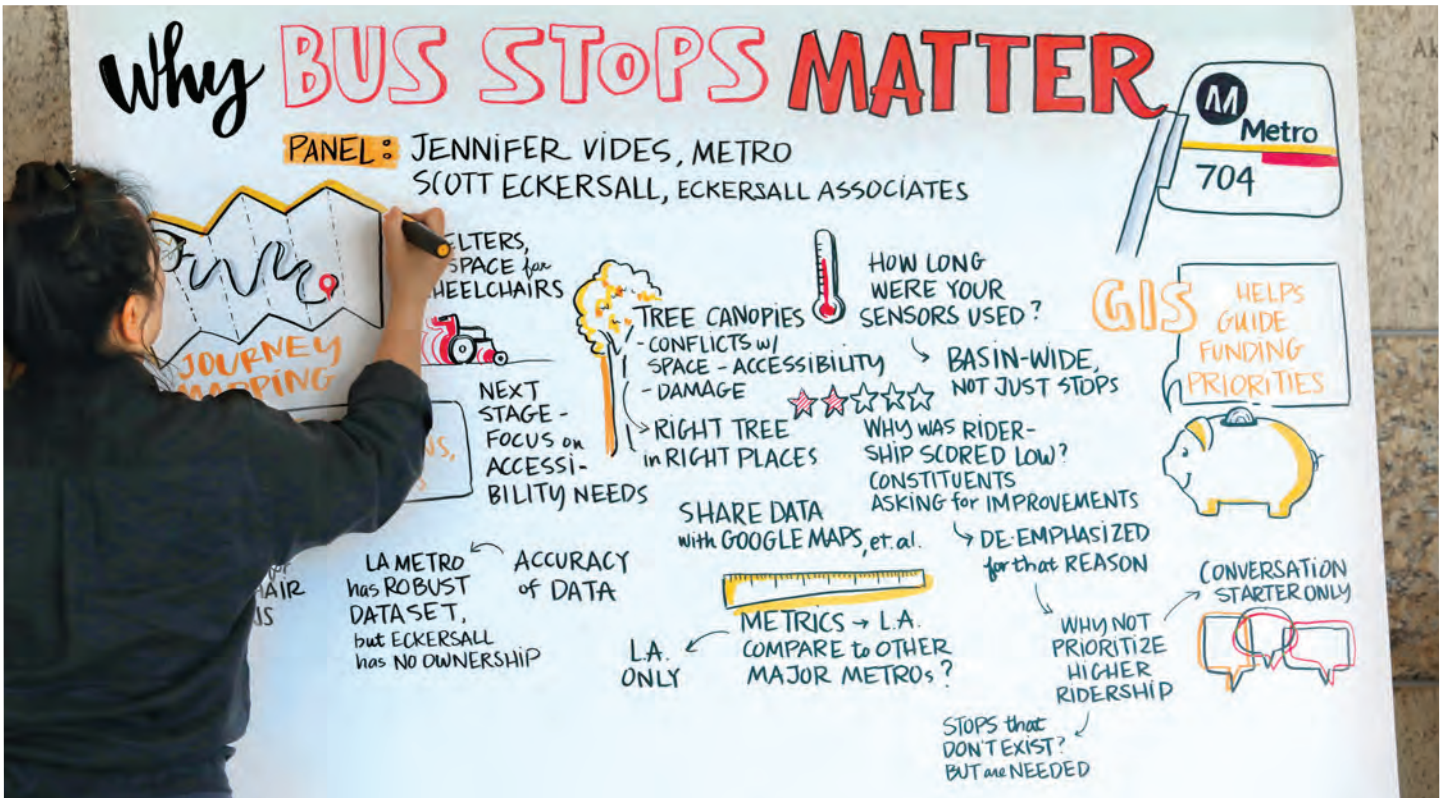 Why BUS STOPS MATTER
PANEL: JENNIFER VIDES, METRO
SCOTT ECKERSALL, ECKERSALL ASSOCIATES
M
Metro
704
JOURNEY
MAPPING
SPACE for
NEXT
STAGE -
FOCUS on
ACCESSI-
BILITY NEEDS
TREE CANOPIES
- CONFLICTS w/
SPACE - ACCESSIBILITY
- DAMAGE
RIGHT TREE
in RIGHT PLACES
HOW LONG
WERE YOUR
SENSORS USED?
BASIN-WIDE,
NOT JUST STOPS
GIS HELPS
GUIDE
FUNDING
PRIORITIES
WHY WAS RIDER-
SHIP SCORED LOW?
CONSTITUENTS
ASKING for IMPROVEMENTS
DE-EMPHASIZED
for that REASON
WHY NOT
PRIORITIZE
HIGHER
RIDERSHIP
CONVERSATION
STARTER ONLY
STOPS that
DON'T EXIST?
BUT are NEEDED
SHARE DATA
with GOOGLE MAPS, et. al.
METRICS → L.A.
COMPARE to OTHER
MAJOR METROs?
L.A.
ONLY
ACCURACY
of DATA
LA METRO
has ROBUST
DATASET,
but ECKERSALL
has NO OWNERSHIP